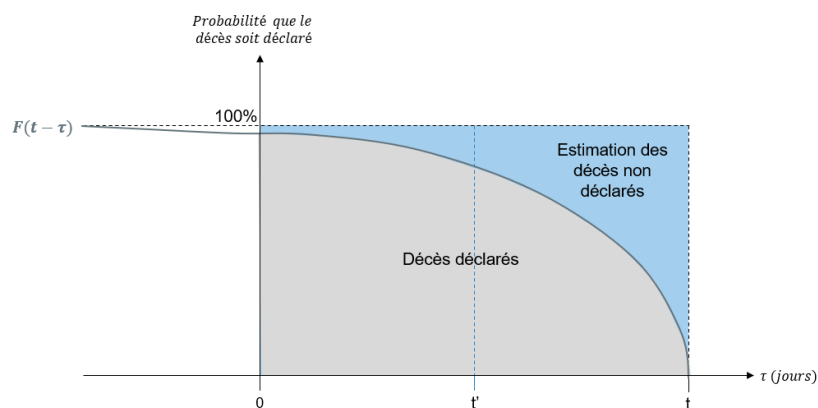 Probabilité que le
décès soit déclaré
100%
F(t − τ)
Estimation des
décès non
déclarés
Décès déclarés
τ (jours)
0
t'
t